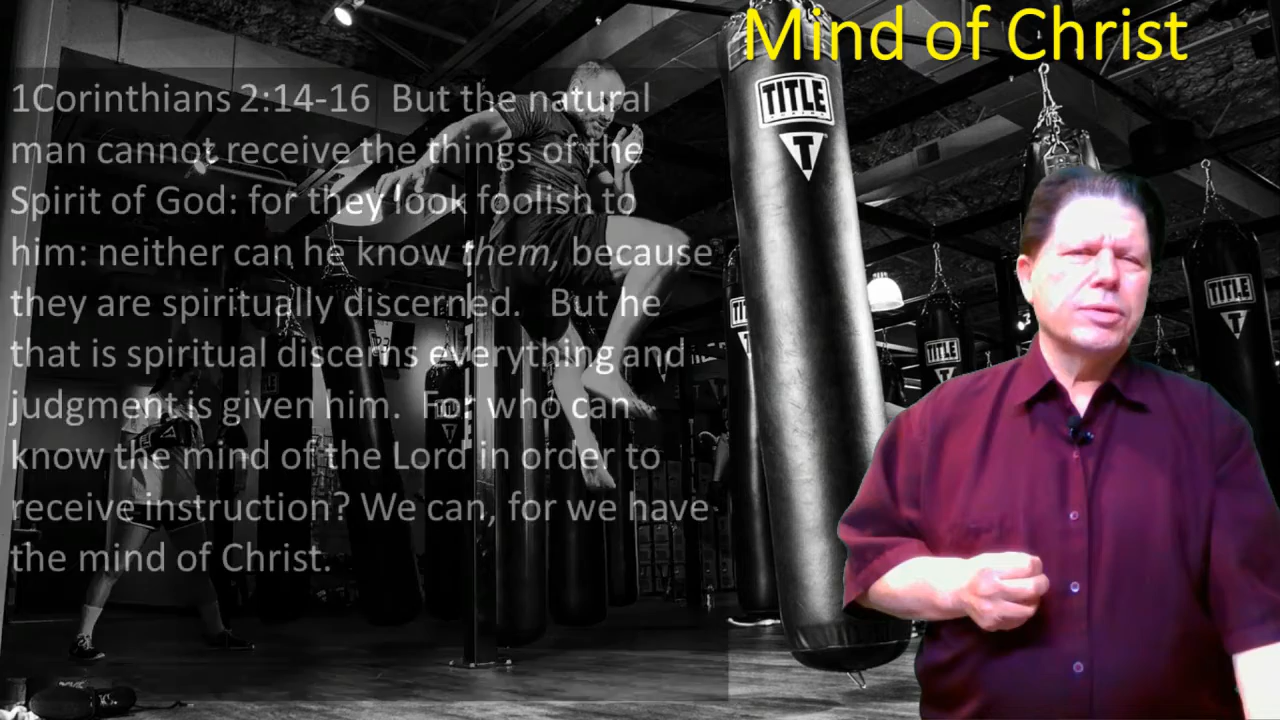 Mind of Christ
1Corinthians 2:14-16  But the natural
man cannot receive the things of the
Spirit of God: for they look foolish to
him: neither can he know them, because
they are spiritually discerned.   But he
that is spiritual discerns everything and
judgment is given him.  For who can
know the mind of the Lord in order to
receive instruction? We can, for we have
the mind of Christ.
TITLE
T
TITLE
T
TITLE
T